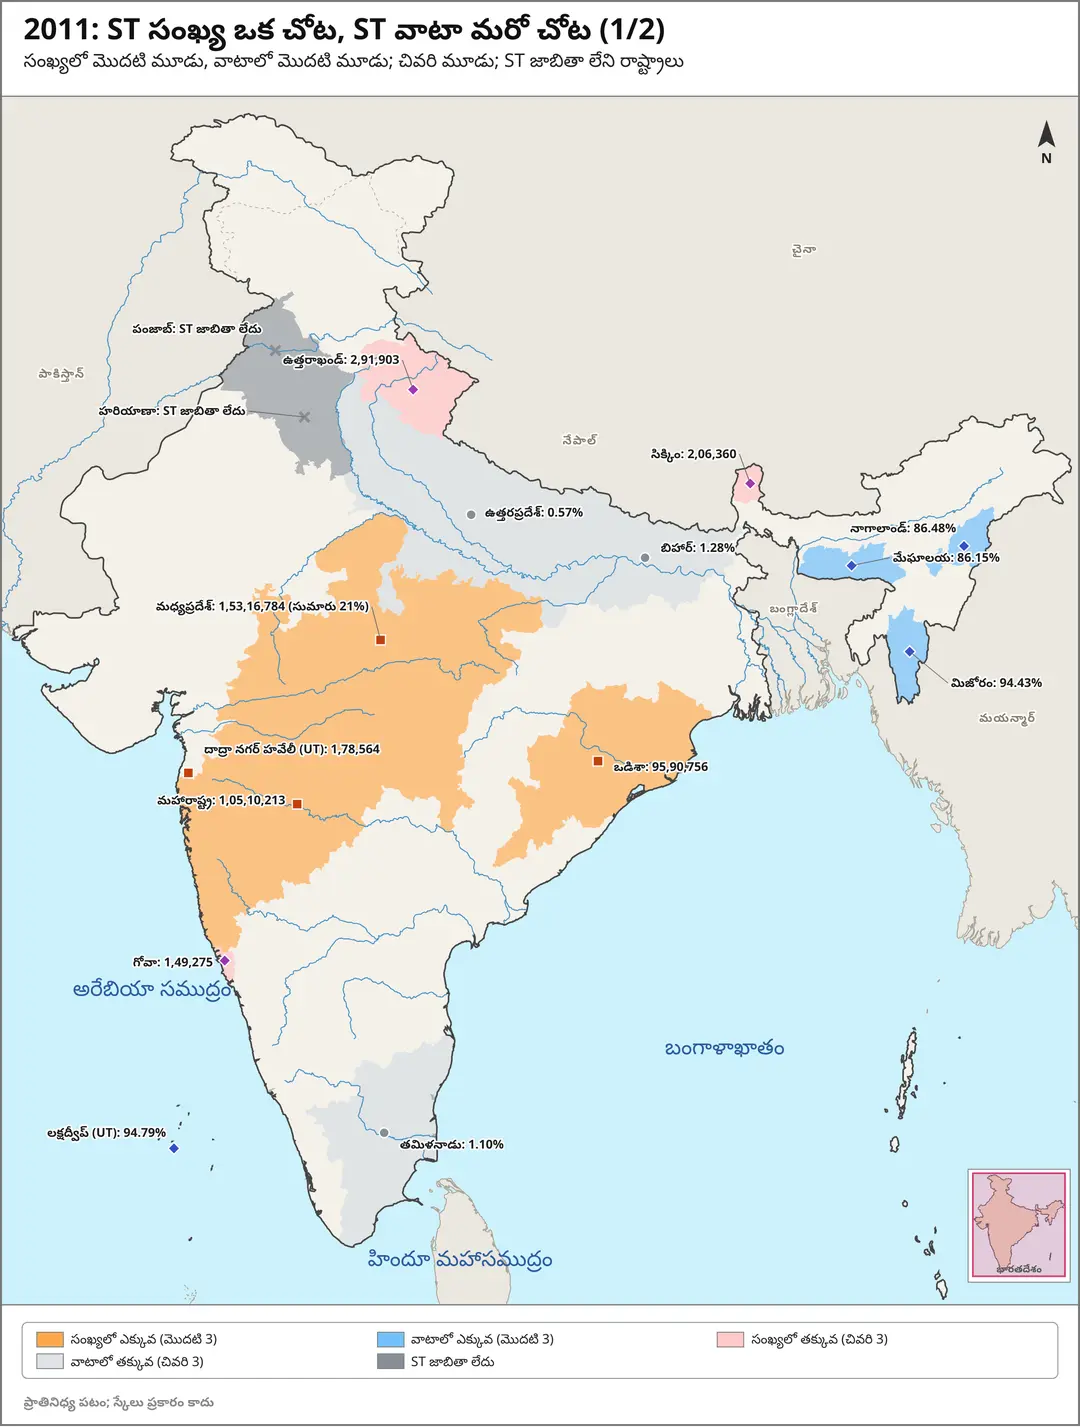 2011: ST సంఖ్య ఒక చోట, ST వాటా మరో చోట (1/2)
సంఖ్యలో మొదటి మూడు, వాటాలో మొదటి మూడు; చివరి మూడు; ST జాబితా లేని రాష్ట్రాలు
N
చైనా
పంజాబ్: ST జాబితా లేదు
ఉత్తరాఖండ్: 2,91,903
పాకిస్తాన్
హరియాణా: ST జాబితా లేదు
నేపాల్
సిక్కిం: 2,06,360
ఉత్తరప్రదేశ్: 0.57%
నాగాలాండ్: 86.48%
బిహార్: 1.28%
మేఘాలయ: 86.15%
మధ్యప్రదేశ్: 1,53,16,784 (సుమారు 21%)
బంగ్లాదేశ్
మిజోరం: 94.43%
మయన్మార్
దాద్రా నగర్ హవేలీ (UT): 1,78,564
ఒడిశా: 95,90,756
మహారాష్ట్ర: 1,05,10,213
గోవా: 1,49,275
అరేబియా సముద్రం
బంగాళాఖాతం
లక్షద్వీప్ (UT): 94.79%
తమిళనాడు: 1.10%
హిందూ మహాసముద్రం
భారతదేశం
సంఖ్యలో ఎక్కువ (మొదటి 3)
వాటాలో ఎక్కువ (మొదటి 3)
సంఖ్యలో తక్కువ (చివరి 3)
వాటాలో తక్కువ (చివరి 3)
ST జాబితా లేదు
ప్రాతినిధ్య పటం; స్కేలు ప్రకారం కాదు